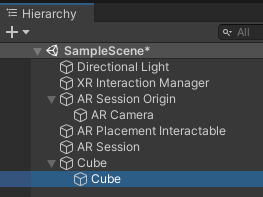 Hierarchy
All
SampleScene*
Directional Light
XR Interaction Manager
AR Session Origin
AR Camera
AR Placement Interactable
AR Session
Cube
Cube